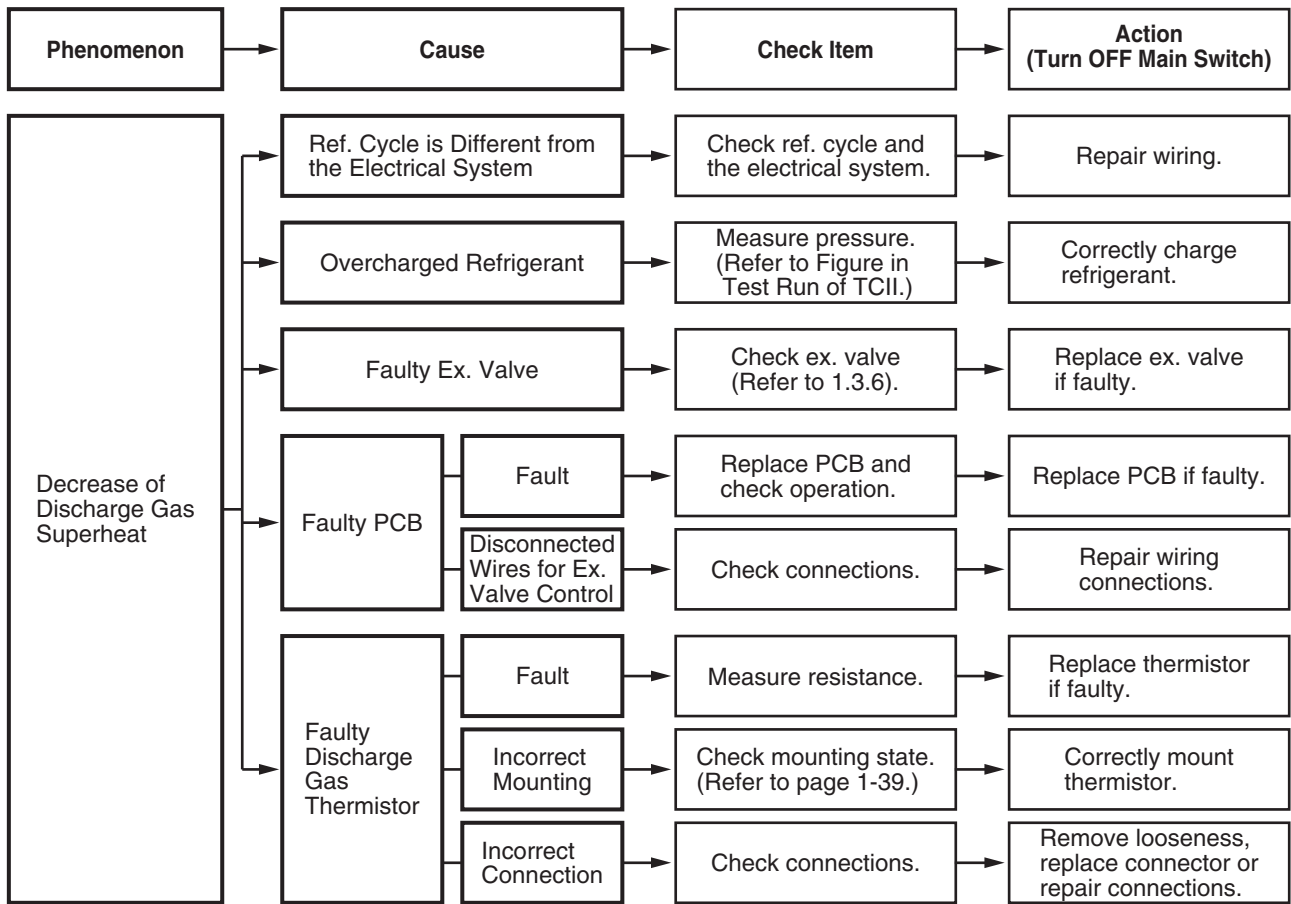 Phenomenon
Cause
Check Item
Action
(Turn OFF Main Switch)
Decrease of
Discharge Gas
Superheat
Ref. Cycle is Different from
the Electrical System
Check ref. cycle and
the electrical system.
Repair wiring.
Overcharged Refrigerant
Measure pressure.
(Refer to Figure in
Test Run of TCII.)
Correctly charge
refrigerant.
Faulty Ex. Valve
Check ex. valve
(Refer to 1.3.6).
Replace ex. valve
if faulty.
Faulty PCB
Fault
Replace PCB and
check operation.
Replace PCB if faulty.
Disconnected
Wires for Ex.
Valve Control
Check connections.
Repair wiring
connections.
Faulty
Discharge
Gas
Thermistor
Fault
Measure resistance.
Replace thermistor
if faulty.
Incorrect
Mounting
Check mounting state.
(Refer to page 1-39.)
Correctly mount
thermistor.
Incorrect
Connection
Check connections.
Remove looseness,
replace connector or
repair connections.